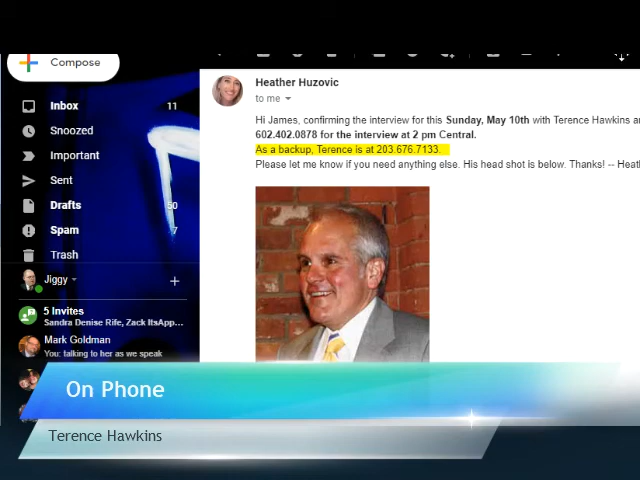 Compose
Inbox 11
Snoozed
Important
Sent
Drafts 50
Spam 7
Trash
Jiggy
5 Invites
Sandra Denise Rife, Zack ItsApp...
Mark Goldman
You: talking to her as we speak
Heather Huzovic
to me
Hi James, confirming the interview for this Sunday, May 10th with Terence Hawkins
602.402.0878 for the interview at 2 pm Central.
As a backup, Terence is at 203.676.7133.
Please let me know if you need anything else. His head shot is below. Thanks! -- Heat
On Phone
Terence Hawkins